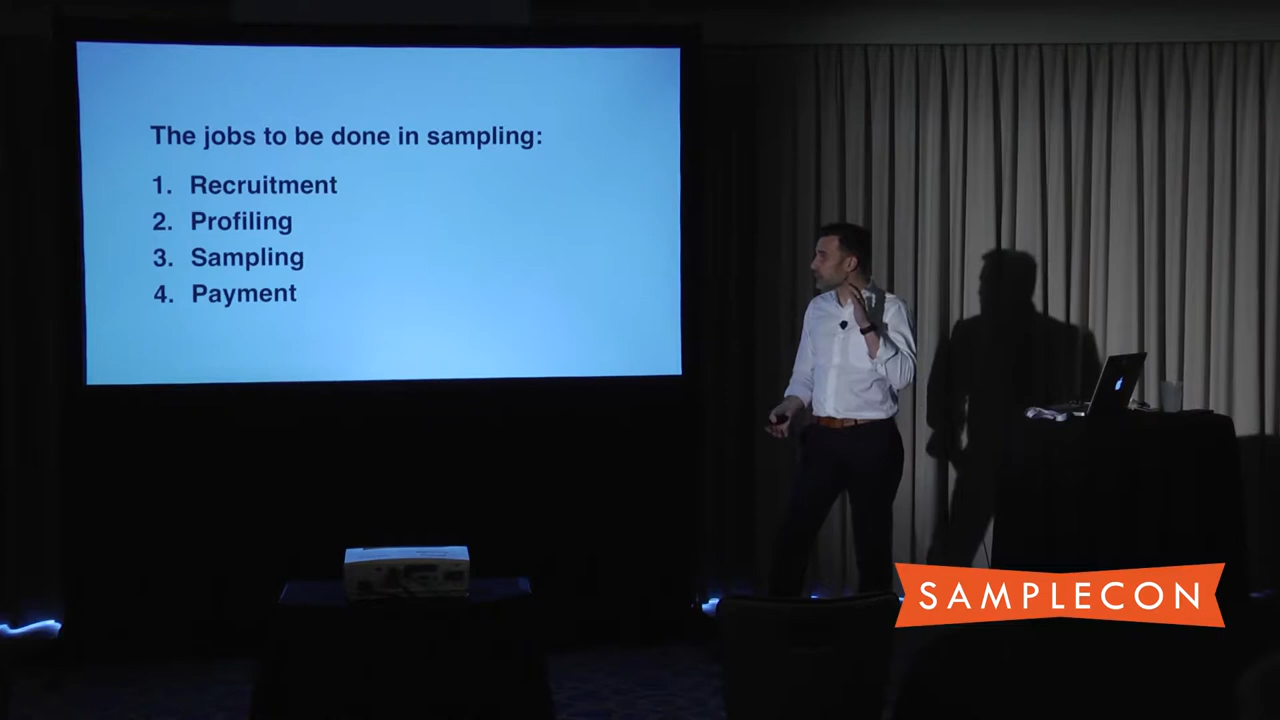 The jobs to be done in sampling:
1. Recruitment
2. Profiling
3. Sampling
4. Payment
SAMPLECON